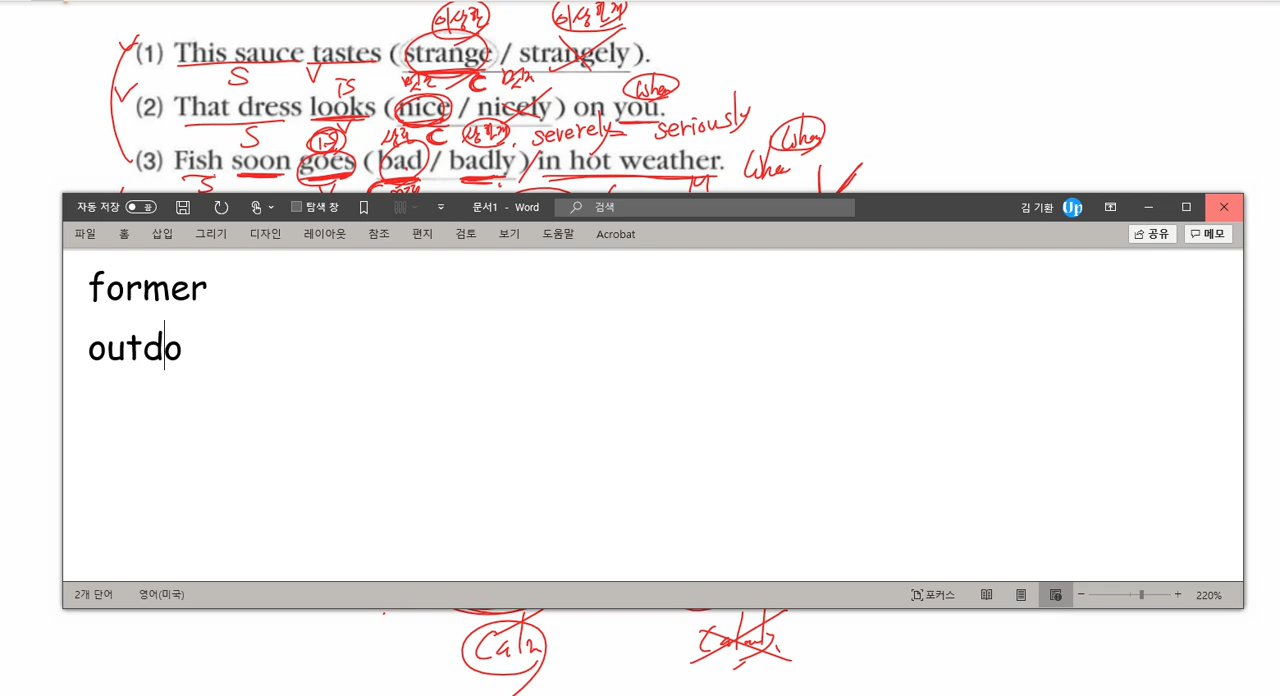 이상한 이상하게
(1) This sauce tastes (strange / strangely).
S V C
(2) That dress looks (nice / nicely) on you. When
S V C severely = seriously
(3) Fish soon goes (bad / badly) in hot weather. When When
S V M
자동 저장 문서1 - Word 검색 김 기환 Up
탐색 창
파일 홈 삽입 그리기 디자인 레이아웃 참조 편지 검토 보기 도움말 Acrobat 공유 메모
former
outdo
2개 단어 영어(미국) 포커스 220%